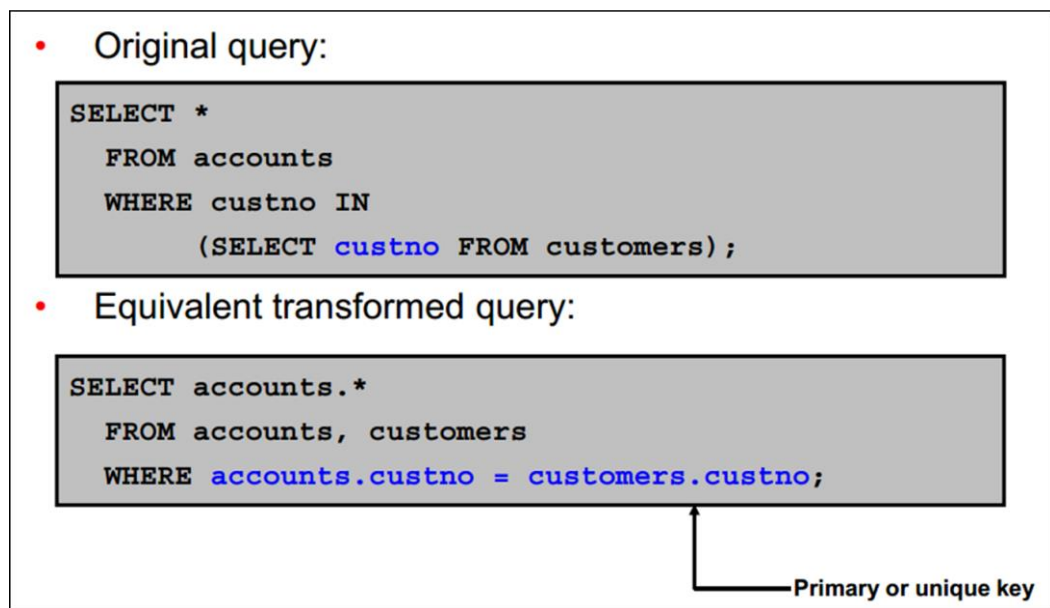 • Original query:
SELECT *
FROM accounts
WHERE custno IN
(SELECT custno FROM customers);
• Equivalent transformed query:
SELECT accounts.*
FROM accounts, customers
WHERE accounts.custno = customers.custno;
Primary or unique key